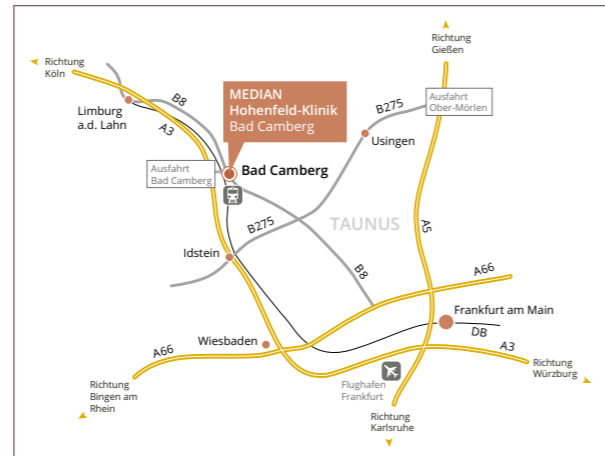 Richtung
Gießen
Richtung
Köln
Limburg
a.d. Lahn
B8
A3
MEDIAN
Hohenfeld-Klinik
Bad Camberg
B275
Ausfahrt
Ober-Mörlen
Usingen
Ausfahrt
Bad Camberg
Bad Camberg
TAUNUS
A5
B275
Idstein
B8
A66
Frankfurt am Main
DB
Wiesbaden
A66
A3
Richtung
Bingen am
Rhein
Flughafen
Frankfurt
Richtung
Würzburg
Richtung
Karlsruhe